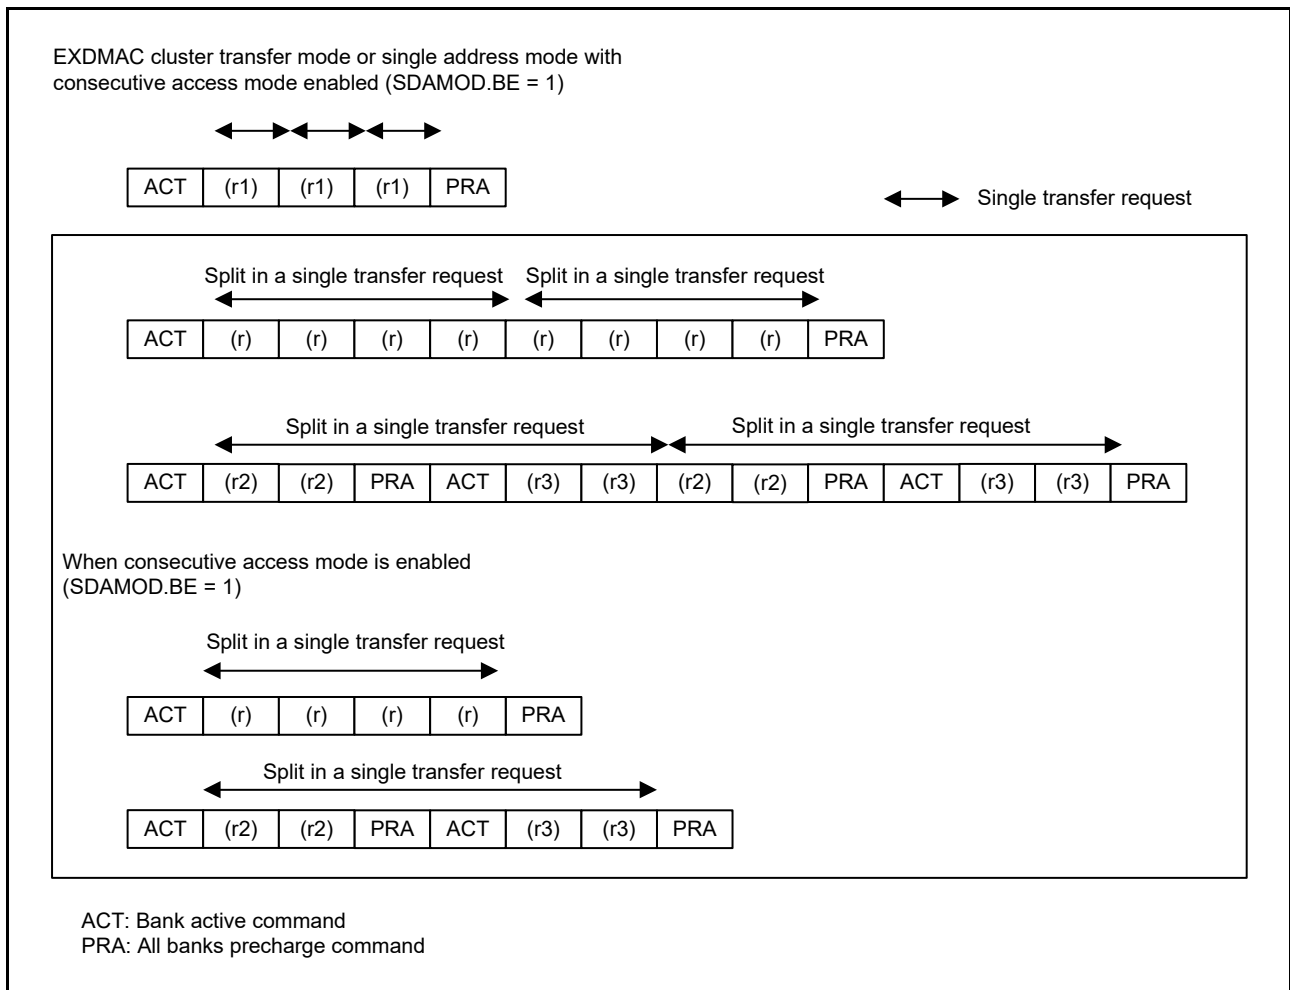 EXDMAC cluster transfer mode or single address mode with
consecutive access mode enabled (SDAMOD.BE = 1)
ACT (r1) (r1) (r1) PRA
Single transfer request
Split in a single transfer request Split in a single transfer request
ACT (r) (r) (r) (r) (r) (r) (r) (r) PRA
Split in a single transfer request Split in a single transfer request
ACT (r2) (r2) PRA ACT (r3) (r3) (r2) (r2) PRA ACT (r3) (r3) PRA
When consecutive access mode is enabled
(SDAMOD.BE = 1)
Split in a single transfer request
ACT (r) (r) (r) (r) PRA
Split in a single transfer request
ACT (r2) (r2) PRA ACT (r3) (r3) PRA
ACT: Bank active command
PRA: All banks precharge command